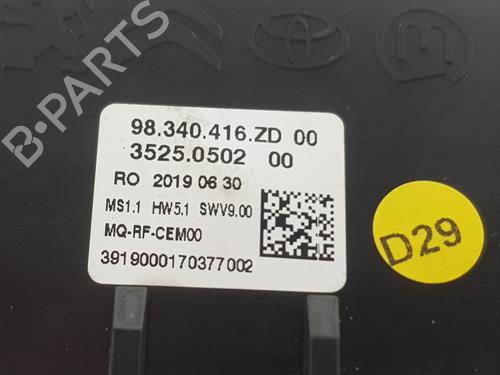 98.340.416.ZD 00
3525.0502 00
RO 2019 06 30
MS1.1 HW5.1 SWV9.00
MQ-RF-CEM00
3919000170377002
D29
B-PARTS